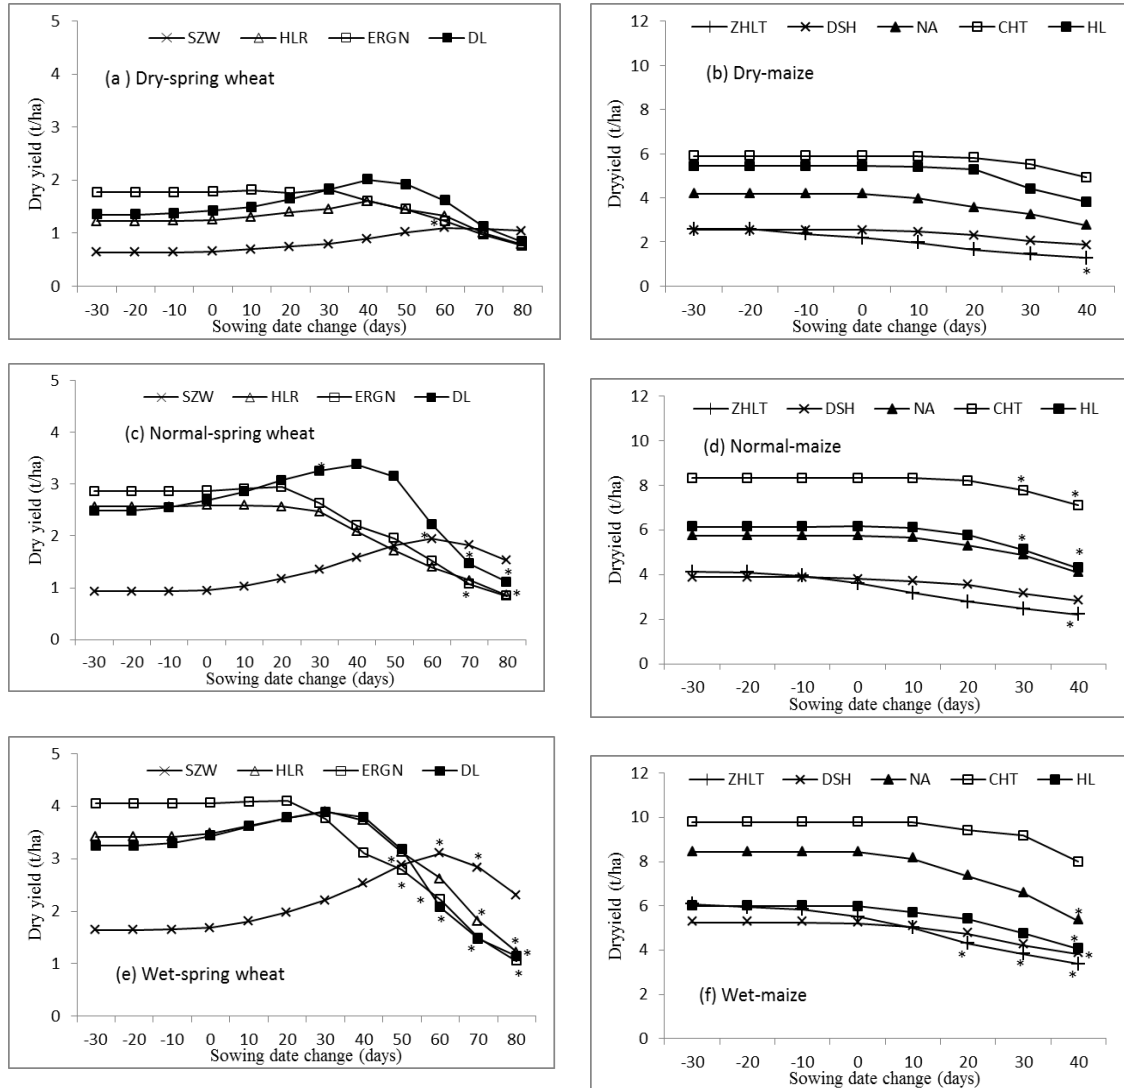 5
SZW HLR ERGN DL
4
(a ) Dry-spring wheat
3
2
1
*
0
-30 -20 -10 0 10 20 30 40 50 60 70 80
Sowing date change (days)
Dry yield (t/ha)
12
ZHLT DSH NA CHT HL
10
(b) Dry-maize
8
6
4
2
*
0
-30 -20 -10 0 10 20 30 40
Sowing date change (days)
Dryyield (t/ha)
5
SZW HLR ERGN DL
4
(c) Normal-spring wheat
*
3
2
* *
*
1
* *
0
-30 -20 -10 0 10 20 30 40 50 60 70 80
Sowing date change (days)
Dry yield (t/ha)
12
ZHLT DSH NA CHT HL
10
(d) Normal-maize
8
* *
6
* *
4
2
*
0
-30 -20 -10 0 10 20 30 40
Sowing date change (days)
Dryyield (t/ha)
5
SZW HLR ERGN DL
4
* * *
3
* *
2
* * *
* *
1
(e) Wet-spring wheat
*
0
-30 -20 -10 0 10 20 30 40 50 60 70 80
Sowing date change (days)
Dry yield (t/ha)
12
ZHLT DSH NA CHT HL
10
8
6
*
*
4
* * * *
2
(f) Wet-maize
0
-30 -20 -10 0 10 20 30 40
Sowing date change (days)
Dryyield (t/ha)